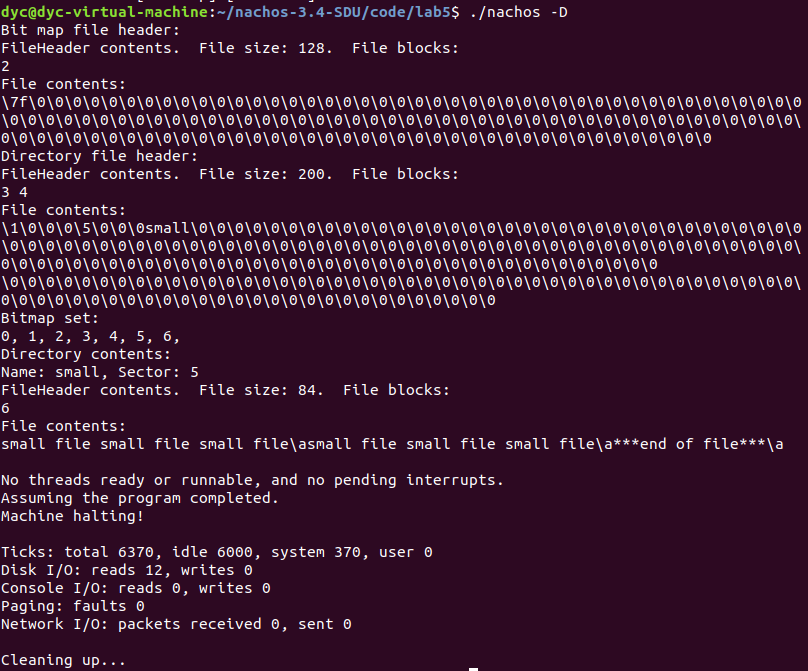 dyc@dyc-virtual-machine:~/nachos-3.4-SDU/code/lab5$ ./nachos -D
Bit map file header:
FileHeader contents.  File size: 128.  File blocks:
2
File contents:
\7f\0\0\0\0\0\0\0\0\0\0\0\0\0\0\0\0\0\0\0\0\0\0\0\0\0\0\0\0\0\0\0\0\0\0\0\0\0\0\0\0\0\0\0
\0\0\0\0\0\0\0\0\0\0\0\0\0\0\0\0\0\0\0\0\0\0\0\0\0\0\0\0\0\0\0\0\0\0\0\0\0\0\0\0\0\0\0\0\
0\0\0\0\0\0\0\0\0\0\0\0\0\0\0\0\0\0\0\0\0\0\0\0\0\0\0\0\0\0\0\0\0\0\0\0\0\0\0\0
Directory file header:
FileHeader contents.  File size: 200.  File blocks:
3 4
File contents:
\1\0\0\0\5\0\0\0small\0\0\0\0\0\0\0\0\0\0\0\0\0\0\0\0\0\0\0\0\0\0\0\0\0\0\0\0\0\0\0\0\0\0
\0\0\0\0\0\0\0\0\0\0\0\0\0\0\0\0\0\0\0\0\0\0\0\0\0\0\0\0\0\0\0\0\0\0\0\0\0\0\0\0\0\0\0\0\
0\0\0\0\0\0\0\0\0\0\0\0\0\0\0\0\0\0\0\0\0\0\0\0\0\0\0\0\0\0\0\0\0\0\0\0\0
\0\0\0\0\0\0\0\0\0\0\0\0\0\0\0\0\0\0\0\0\0\0\0\0\0\0\0\0\0\0\0\0\0\0\0\0\0\0\0\0\0\0\0\0\
0\0\0\0\0\0\0\0\0\0\0\0\0\0\0\0\0\0\0\0\0\0\0\0\0\0\0\0
Bitmap set:
0, 1, 2, 3, 4, 5, 6,
Directory contents:
Name: small, Sector: 5
FileHeader contents.  File size: 84.  File blocks:
6
File contents:
small file small file small file\asmall file small file small file\a***end of file***\a
No threads ready or runnable, and no pending interrupts.
Assuming the program completed.
Machine halting!
Ticks: total 6370, idle 6000, system 370, user 0
Disk I/O: reads 12, writes 0
Console I/O: reads 0, writes 0
Paging: faults 0
Network I/O: packets received 0, sent 0
Cleaning up...